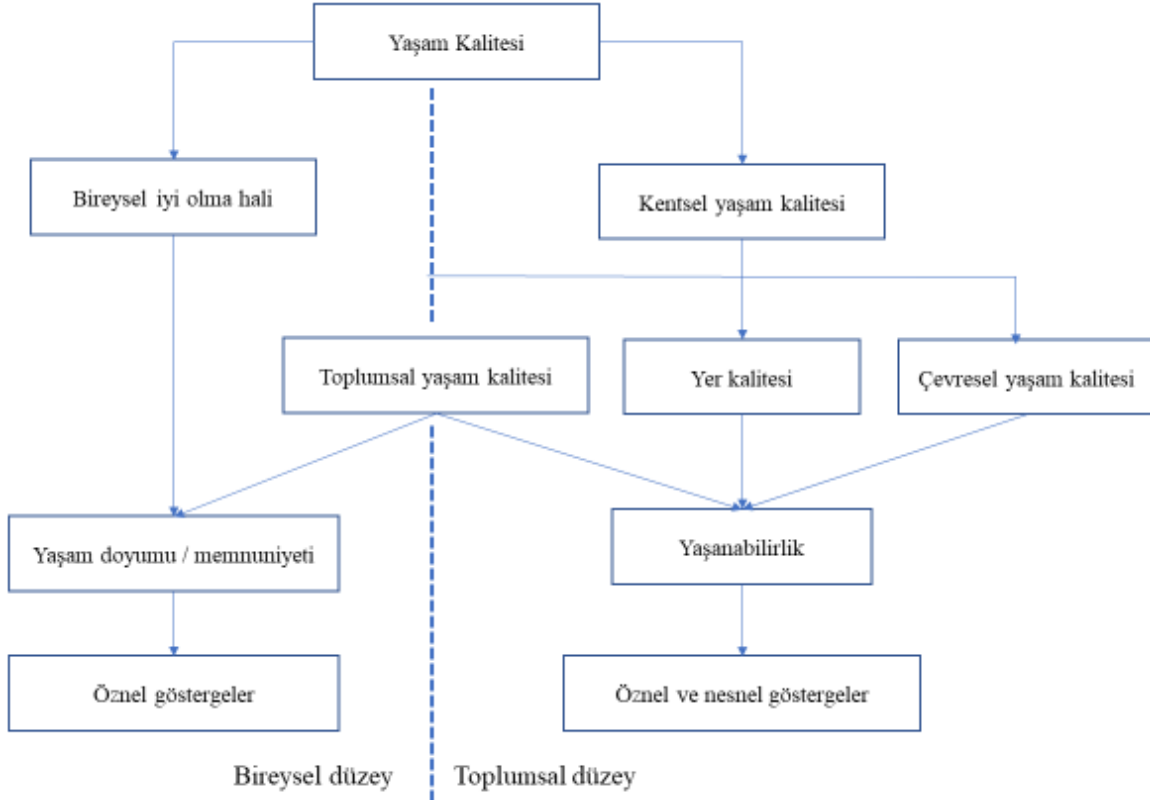 Yaşam Kalitesi
Bireysel iyi olma hali
Kentsel yaşam kalitesi
Toplumsal yaşam kalitesi
Yer kalitesi
Çevresel yaşam kalitesi
Yaşam doyumu / memnuniyeti
Yaşanabilirlik
Öznel göstergeler
Öznel ve nesnel göstergeler
Bireysel düzey
Toplumsal düzey